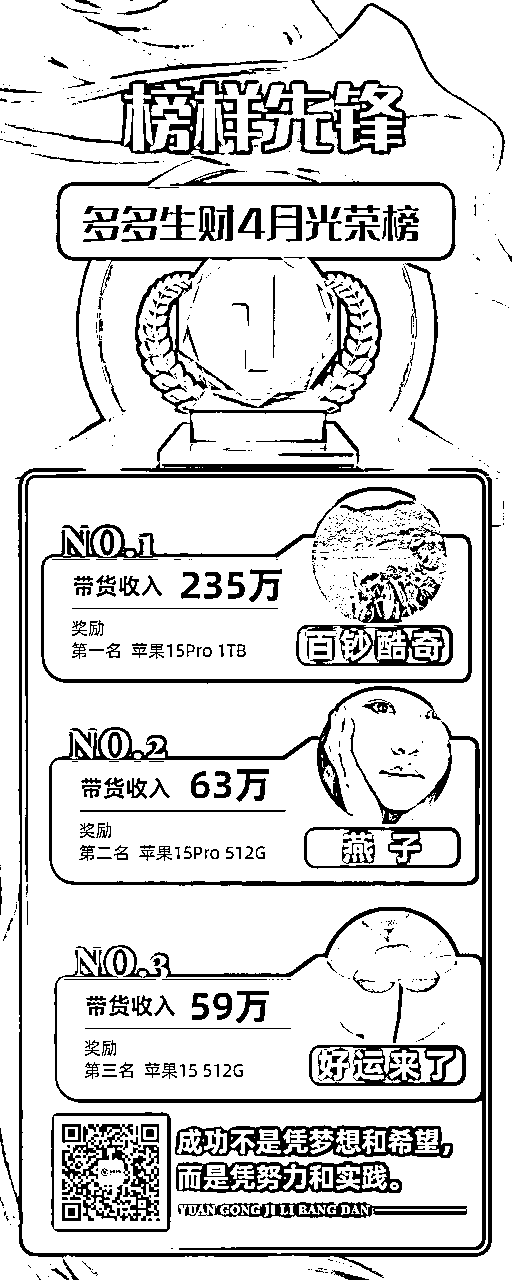 榜样先锋
多多生财4月光荣榜
1
NO.1
带货收入 235万
奖励
第一名 苹果15Pro 1TB
百钞酷奇
NO.2
带货收入 63万
奖励
第二名 苹果15Pro 512G
燕子
NO.3
带货收入 59万
奖励
第三名 苹果15 512G
好运来了
成功不是凭梦想和希望，
而是凭努力和实践。
YUAN GONG JI LI BANG DAN